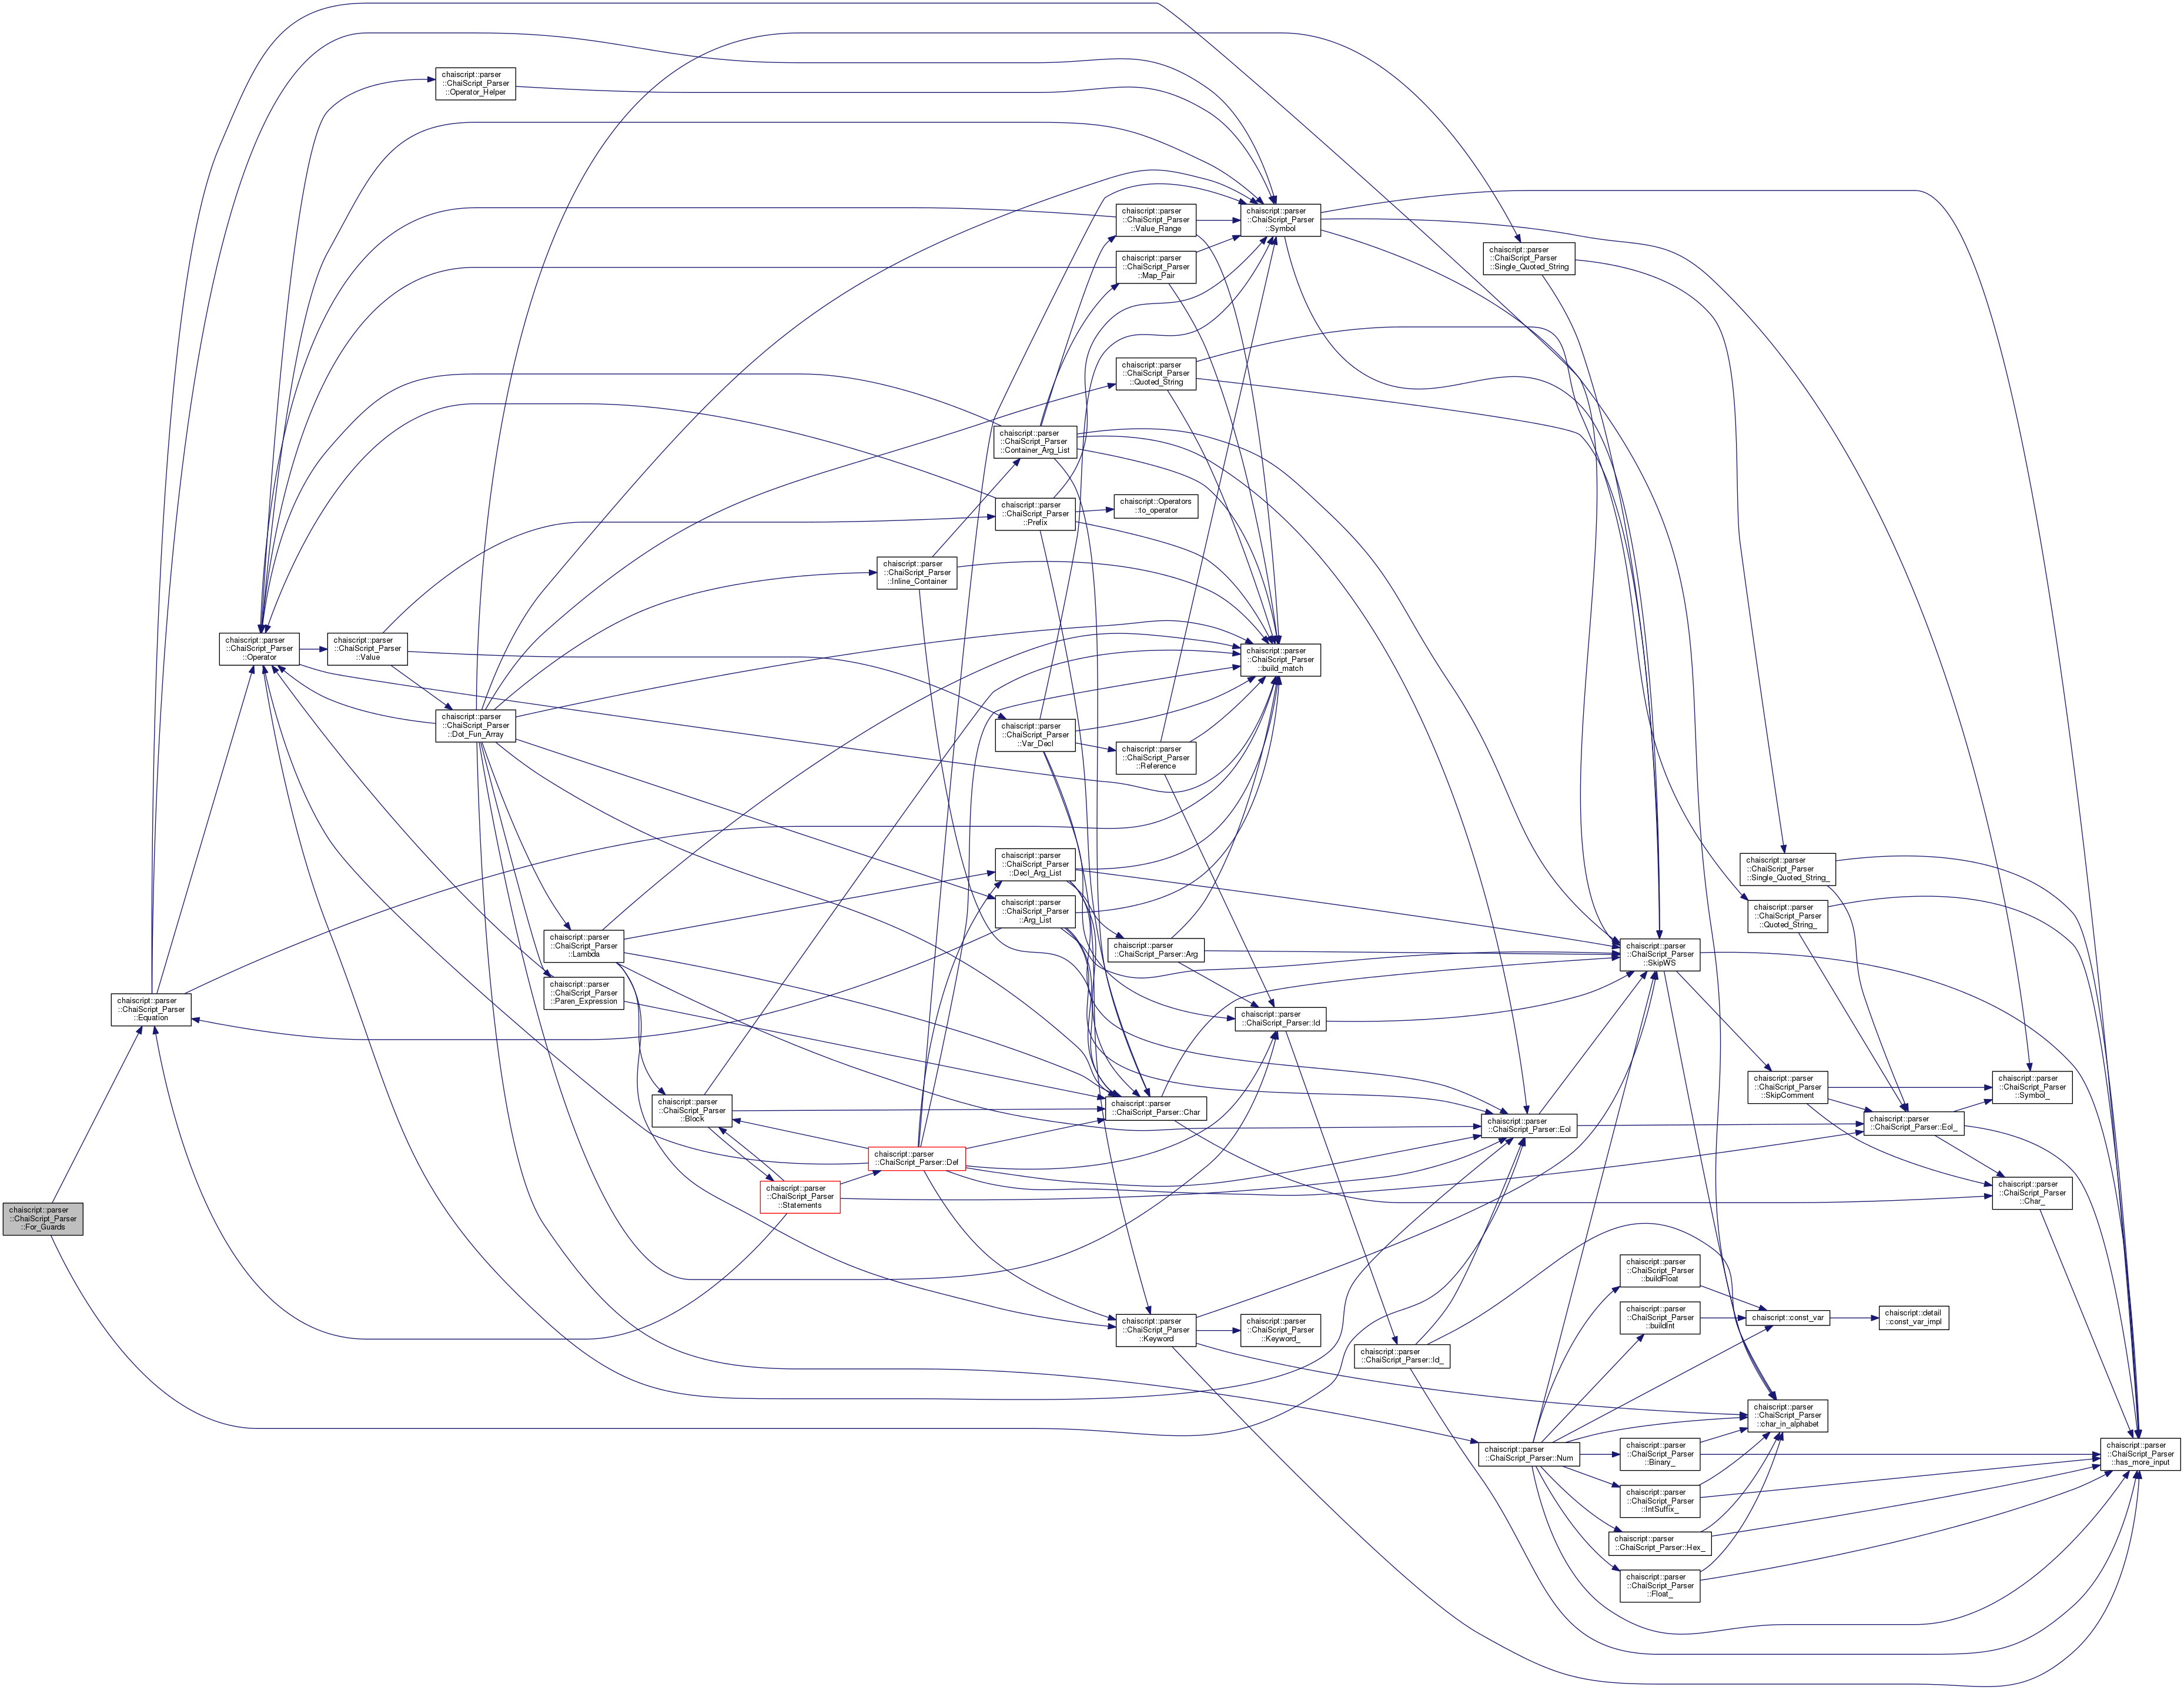 chaiscript::parser
::ChaiScript_Parser
::Operator_Helper
chaiscript::parser
::ChaiScript_Parser
::Value_Range
chaiscript::parser
::ChaiScript_Parser
::Symbol
chaiscript::parser
::ChaiScript_Parser
::Single_Quoted_String
chaiscript::parser
::ChaiScript_Parser
::Map_Pair
chaiscript::parser
::ChaiScript_Parser
::Quoted_String
chaiscript::parser
::ChaiScript_Parser
::Container_Arg_List
chaiscript::parser
::ChaiScript_Parser
::Prefix
chaiscript::Operators
::to_operator
chaiscript::parser
::ChaiScript_Parser
::Inline_Container
chaiscript::parser
::ChaiScript_Parser
::Operator
chaiscript::parser
::ChaiScript_Parser
::Value
chaiscript::parser
::ChaiScript_Parser
::build_match
chaiscript::parser
::ChaiScript_Parser
::Dot_Fun_Array
chaiscript::parser
::ChaiScript_Parser
::Var_Decl
chaiscript::parser
::ChaiScript_Parser
::Reference
chaiscript::parser
::ChaiScript_Parser
::Decl_Arg_List
chaiscript::parser
::ChaiScript_Parser
::Single_Quoted_String_
chaiscript::parser
::ChaiScript_Parser
::Arg_List
chaiscript::parser
::ChaiScript_Parser
::Quoted_String_
chaiscript::parser
::ChaiScript_Parser
::Lambda
chaiscript::parser
::ChaiScript_Parser::Arg
chaiscript::parser
::ChaiScript_Parser
::SkipWS
chaiscript::parser
::ChaiScript_Parser
::Paren_Expression
chaiscript::parser
::ChaiScript_Parser
::Equation
chaiscript::parser
::ChaiScript_Parser::Id
chaiscript::parser
::ChaiScript_Parser
::SkipComment
chaiscript::parser
::ChaiScript_Parser
::Symbol_
chaiscript::parser
::ChaiScript_Parser
::Block
chaiscript::parser
::ChaiScript_Parser::Char
chaiscript::parser
::ChaiScript_Parser::Eol
chaiscript::parser
::ChaiScript_Parser::Eol_
chaiscript::parser
::ChaiScript_Parser::Def
chaiscript::parser
::ChaiScript_Parser
::Statements
chaiscript::parser
::ChaiScript_Parser
::Char_
chaiscript::parser
::ChaiScript_Parser
::For_Guards
chaiscript::parser
::ChaiScript_Parser
::buildFloat
chaiscript::parser
::ChaiScript_Parser
::buildInt
chaiscript::const_var
chaiscript::detail
::const_var_impl
chaiscript::parser
::ChaiScript_Parser
::Keyword
chaiscript::parser
::ChaiScript_Parser
::Keyword_
chaiscript::parser
::ChaiScript_Parser::Id_
chaiscript::parser
::ChaiScript_Parser
::char_in_alphabet
chaiscript::parser
::ChaiScript_Parser::Num
chaiscript::parser
::ChaiScript_Parser
::Binary_
chaiscript::parser
::ChaiScript_Parser
::has_more_input
chaiscript::parser
::ChaiScript_Parser
::IntSuffix_
chaiscript::parser
::ChaiScript_Parser::Hex_
chaiscript::parser
::ChaiScript_Parser
::Float_